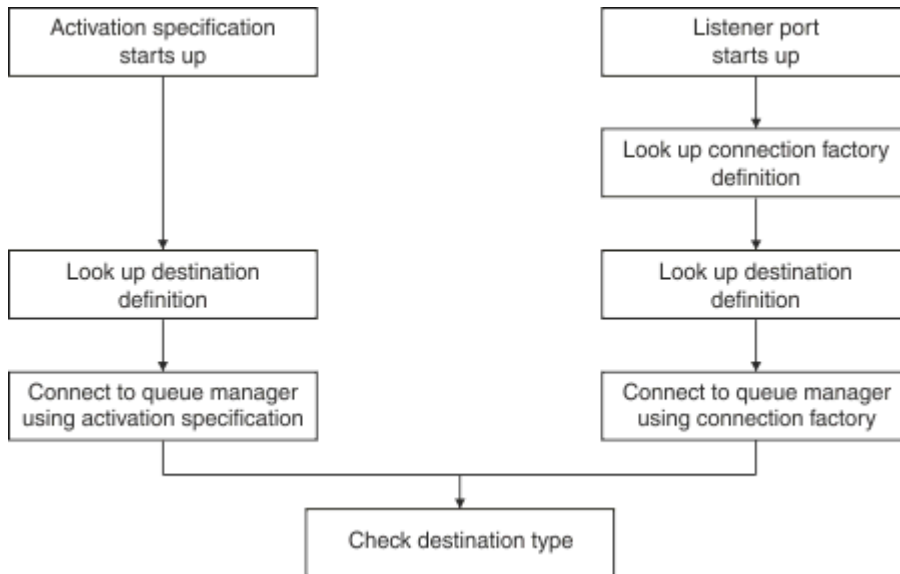 Activation specification
starts up
Listener port
starts up
Look up connection factory
definition
Look up destination
definition
Look up destination
definition
Connect to queue manager
using activation specification
Connect to queue manager
using connection factory
Check destination type